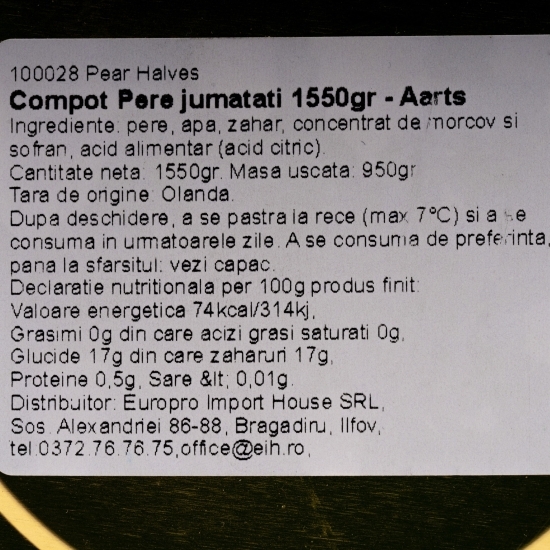 100028 Pear Halves
Compot Pere jumatati 1550gr - Aarts
Ingrediente: pere, apa, zahar, concentrat de morcov si
sofran, acid alimentar (acid citric).
Cantitate neta: 1550gr. Masa uscata: 950gr
Tara de origine: Olanda.
Dupa deschidere, a se pastra la rece (max 7°C) si a se
consuma in urmatoarele zile. A se consuma de preferinta,
pana la sfarsitul: vezi capac.
Declaratie nutritionala per 100g produs finit:
Valoare energetica 74kcal/314kj,
Grasimi 0g din care acizi grasi saturati 0g,
Glucide 17g din care zaharuri 17g,
Proteine 0,5g, Sare &lt; 0,01g.
Distribuitor: Europro Import House SRL,
Sos. Alexandriei 86-88, Bragadiru, Ilfov,
tel.0372.76.76.75,office@eih.ro,